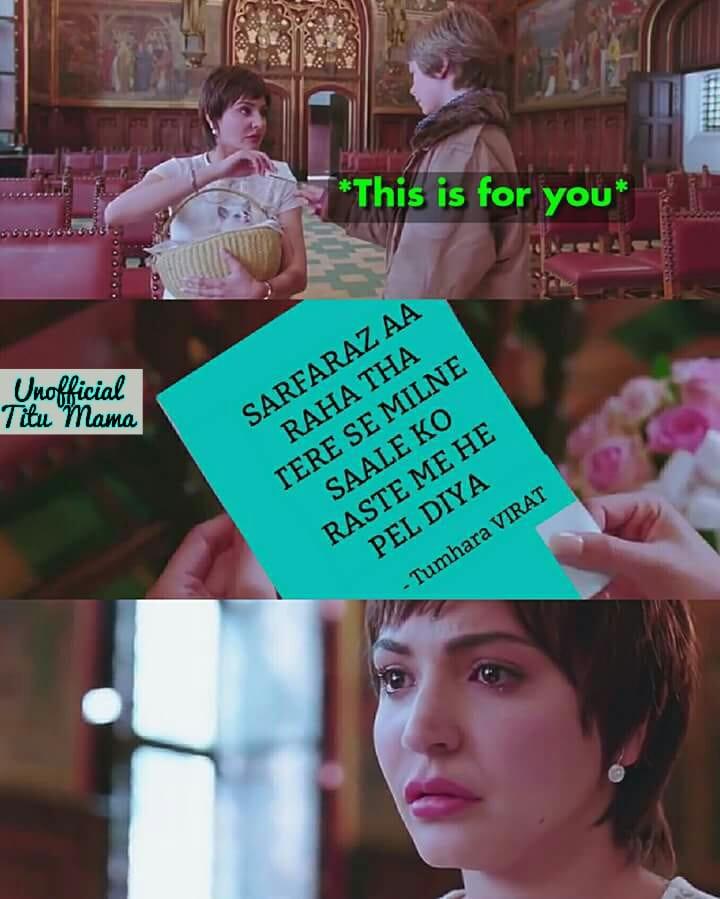 *This is for you*
Unofficial
Titu Mama
SARFARAZ AA
RAHA THA
TERE SE MILNE
SAALE KO
RASTE ME HE
PEL DIYA
- Tumhara VIRAT